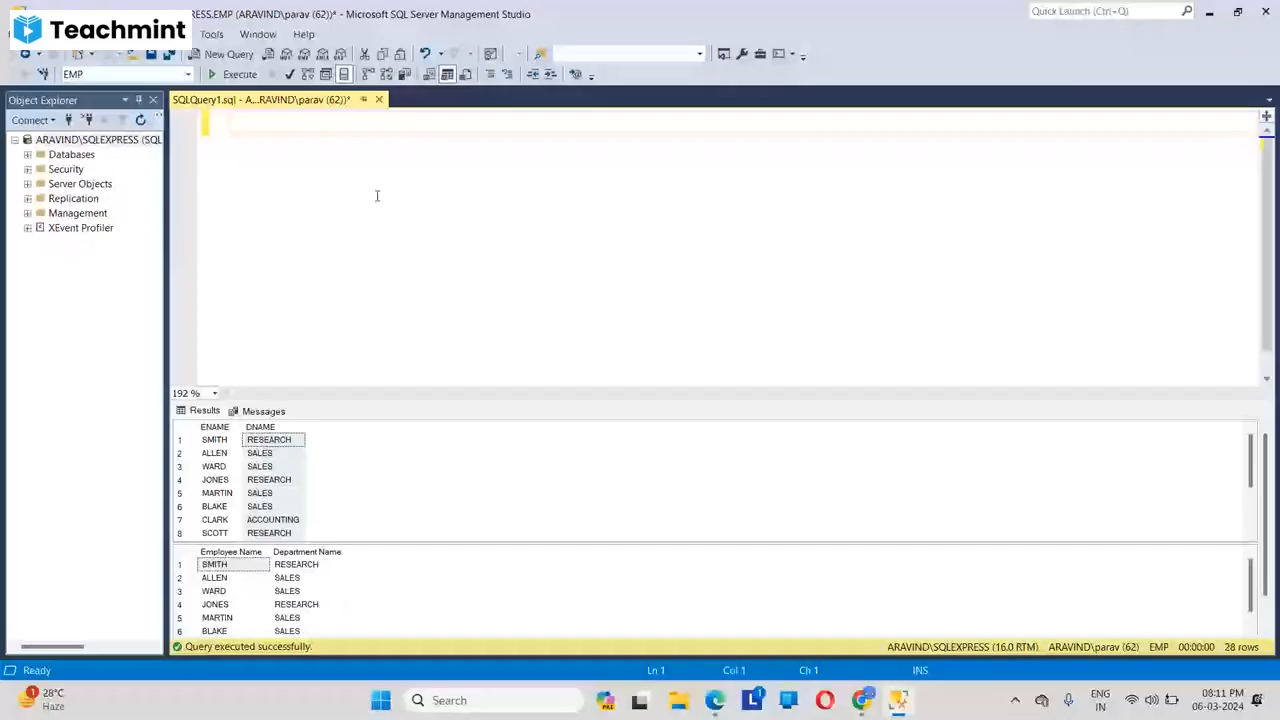 Teachmint
RESS.EMP (ARAVIND\parav (62))* - Microsoft SQL Server Management Studio
Quick Launch (Ctrl+Q)
Tools Window Help
New Query
EMP
Execute
Object Explorer
SQLQuery1.sql - A...RAVIND\parav (62))*
Connect
ARAVIND\SQLEXPRESS (SQL
Databases
Security
Server Objects
Replication
Management
XEvent Profiler
192 %
Results Messages
ENAME DNAME
1 SMITH RESEARCH
2 ALLEN SALES
3 WARD SALES
4 JONES RESEARCH
5 MARTIN SALES
6 BLAKE SALES
7 CLARK ACCOUNTING
8 SCOTT RESEARCH
Employee Name Department Name
1 SMITH RESEARCH
2 ALLEN SALES
3 WARD SALES
4 JONES RESEARCH
5 MARTIN SALES
6 BLAKE SALES
Query executed successfully.
ARAVIND\SQLEXPRESS (16.0 RTM) ARAVIND\parav (62) EMP 00:00:00 28 rows
Ready
Ln 1 Col 1 Ch 1 INS
1
28°C
Haze
Search
ENG
IN
08:11 PM
06-03-2024